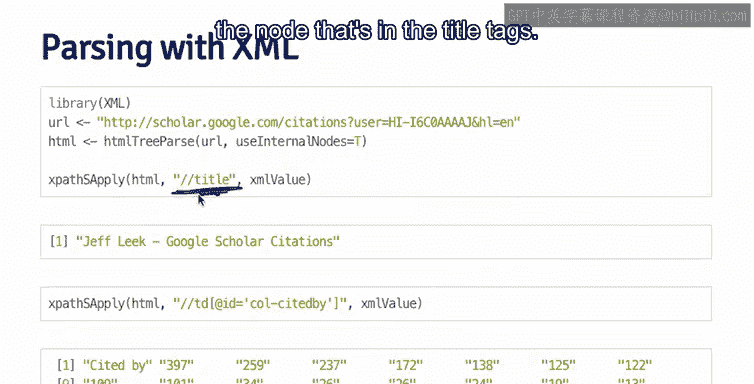 the node that's in the title tags.
Parsing with XML
library(XML)
url <- "http://scholar.google.com/citations?user=HI-I6C0AAAAJ&hl=en"
html <- htmlTreeParse(url, useInternalNodes=T)
xpathSApply(html, "//title", xmlValue)
[1] "Jeff Leek - Google Scholar Citations"
xpathSApply(html, "//td[@id='col-citedby']", xmlValue)
[1] "Cited by" "397" "259" "237" "172" "138" "125" "122"